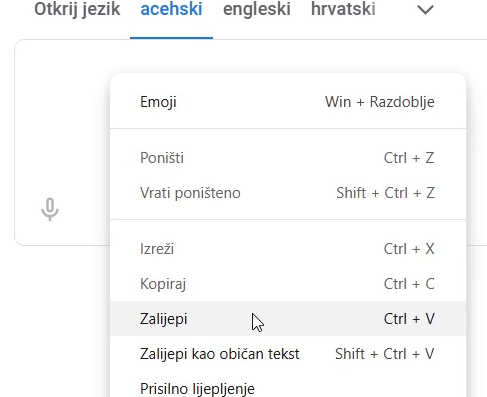 Otkrij jezik acehski engleski hrvatski
Emoji Win + Razdoblje
Poništi Ctrl + Z
Vrati poništeno Shift + Ctrl + Z
Izreži Ctrl + X
Kopiraj Ctrl + C
Zalijepi Ctrl + V
Zalijepi kao običan tekst Shift + Ctrl + V
Prisilno lijepljenje